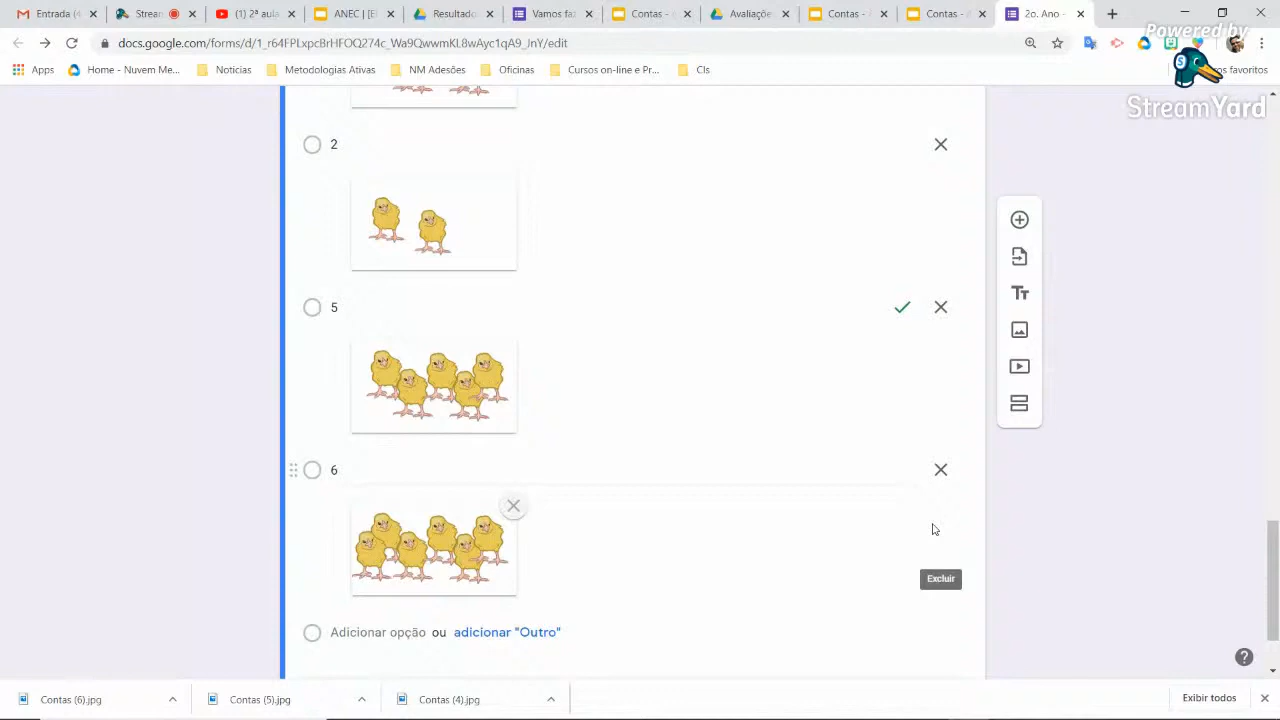 Entrada (4
Stream
(1) 2ª aula
ANEC | [E
Resultado
Vamos fa
Contas - (
Avaliaçõe
Contas -
Contas - 
2o. Ano -
docs.google.com/forms/d/1_r64FPLxpcBrHFOQ274c_Wa9QwwmXu8wAyqYqA9_JnY/edit
Apps
Home - Nuvem Me...
Notícias
Metodologias Ativas
NM Adesões
Oficinas
Cursos on-line e Pr...
CIs
os favoritos
Powered by
StreamYard
2
5
6
Excluir
Adicionar opção ou adicionar "Outro"
Contas (6).jpg
Contas (5).jpg
Contas (4).jpg
Exibir todos